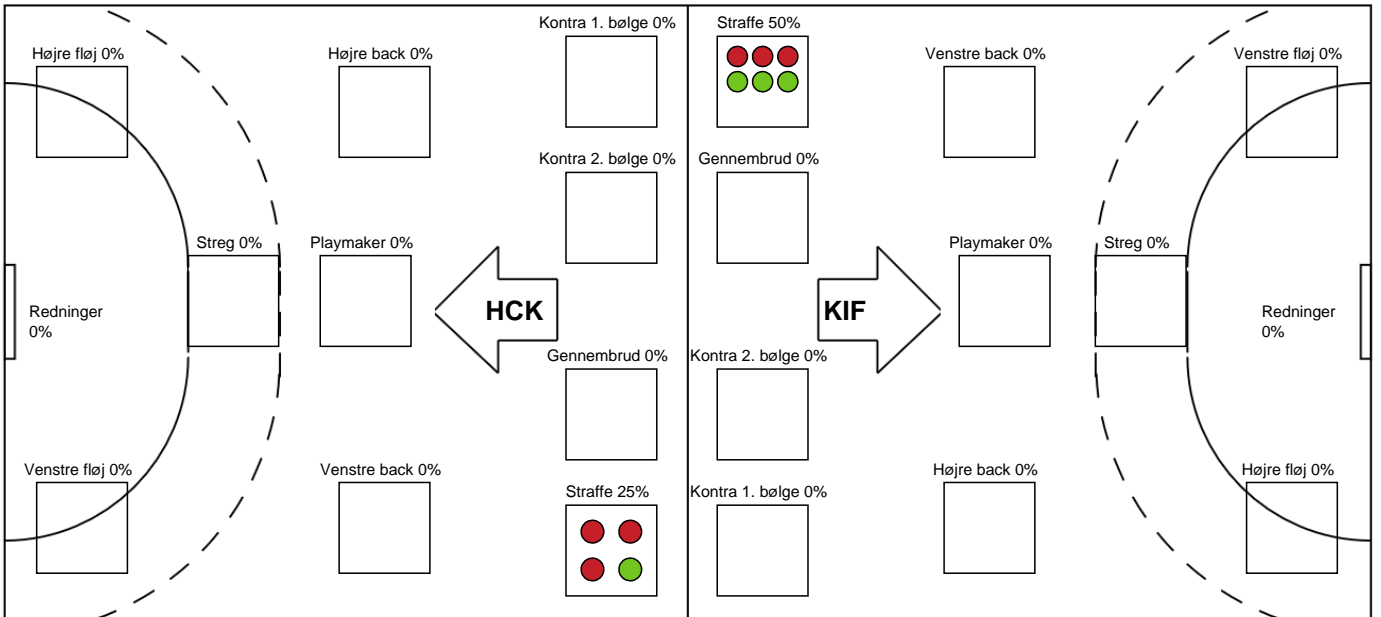 Kontra 1. bølge 0%
Straffe 50%
Højre fløj 0%
Højre back 0%
Venstre back 0%
Venstre fløj 0%
Kontra 2. bølge 0%
Gennembrud 0%
Streg 0%
Playmaker 0%
Playmaker 0%
Streg 0%
Redninger
0%
HCK
KIF
Redninger
0%
Gennembrud 0%
Kontra 2. bølge 0%
Venstre fløj 0%
Venstre back 0%
Højre back 0%
Højre fløj 0%
Straffe 25%
Kontra 1. bølge 0%